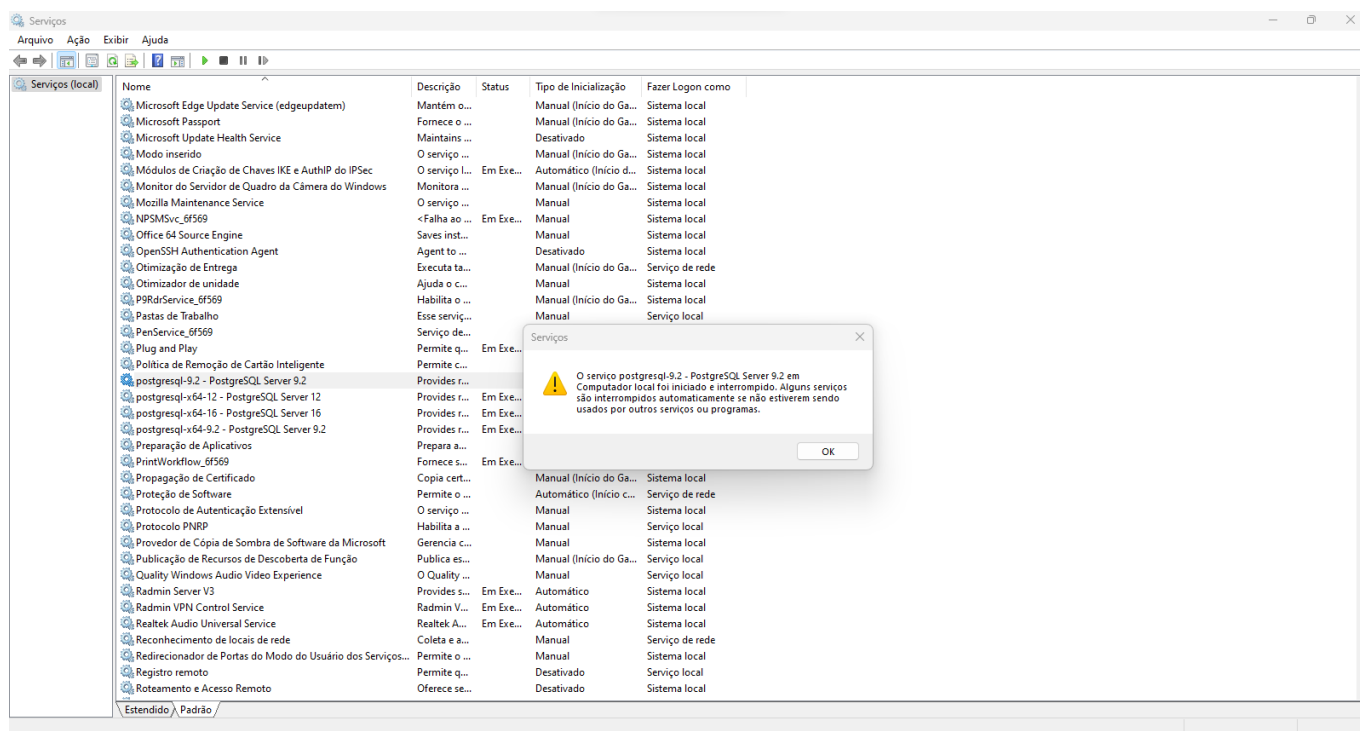 Serviços
Arquivo Ação Exibir Ajuda
Serviços (local)
Nome Descrição Status Tipo de Inicialização Fazer Logon como
Microsoft Edge Update Service (edgeupdatem) Mantém o... Manual (Início do Ga... Sistema local
Microsoft Passport Fornece o ... Manual (Início do Ga... Sistema local
Microsoft Update Health Service Maintains ... Desativado Sistema local
Modo inserido O serviço ... Manual (Início do Ga... Sistema local
Módulos de Criação de Chaves IKE e AuthIP do IPSec O serviço I... Em Exe... Automático (Início d... Sistema local
Monitor do Servidor de Quadro da Câmera do Windows Monitora ... Manual (Início do Ga... Sistema local
Mozilla Maintenance Service O serviço ... Manual Sistema local
NPSMSvc_6f569 <Falha ao ... Em Exe... Manual Sistema local
Office 64 Source Engine Saves inst... Manual Sistema local
OpenSSH Authentication Agent Agent to ... Desativado Sistema local
Otimização de Entrega Executa ta... Manual (Início do Ga... Serviço de rede
Otimizador de unidade Ajuda o c... Manual Sistema local
P9RdrService_6f569 Habilita o ... Manual (Início do Ga... Sistema local
Pastas de Trabalho Esse serviç... Manual Serviço local
PenService_6f569 Serviço de...
Plug and Play Permite q... Em Exe...
Política de Remoção de Cartão Inteligente Permite c...
postgresql-9.2 - PostgreSQL Server 9.2 Provides r...
postgresql-x64-12 - PostgreSQL Server 12 Provides r... Em Exe...
postgresql-x64-16 - PostgreSQL Server 16 Provides r... Em Exe...
postgresql-x64-9.2 - PostgreSQL Server 9.2 Provides r... Em Exe...
Preparação de Aplicativos Prepara a...
PrintWorkflow_6f569 Fornece s... Em Exe...
Propagação de Certificado Copia cert... Manual (Início do Ga... Sistema local
Proteção de Software Permite o ... Automático (Início c... Serviço de rede
Protocolo de Autenticação Extensível O serviço ... Manual Sistema local
Protocolo PNRP Habilita a ... Manual Serviço local
Provedor de Cópia de Sombra de Software da Microsoft Gerencia c... Manual Sistema local
Publicação de Recursos de Descoberta de Função Publica es... Manual (Início do Ga... Serviço local
Quality Windows Audio Video Experience O Quality ... Manual Serviço local
Radmin Server V3 Provides s... Em Exe... Automático Sistema local
Radmin VPN Control Service Radmin V... Em Exe... Automático Sistema local
Realtek Audio Universal Service Realtek A... Em Exe... Automático Sistema local
Reconhecimento de locais de rede Coleta e a... Manual Serviço de rede
Redirecionador de Portas do Modo do Usuário dos Serviços... Permite o ... Manual Sistema local
Registro remoto Permite q... Desativado Serviço local
Roteamento e Acesso Remoto Oferece se... Desativado Sistema local
Estendido Padrão
Serviços
O serviço postgresql-9.2 - PostgreSQL Server 9.2 em
Computador local foi iniciado e interrompido. Alguns serviços
são interrompidos automaticamente se não estiverem sendo
usados por outros serviços ou programas.
OK